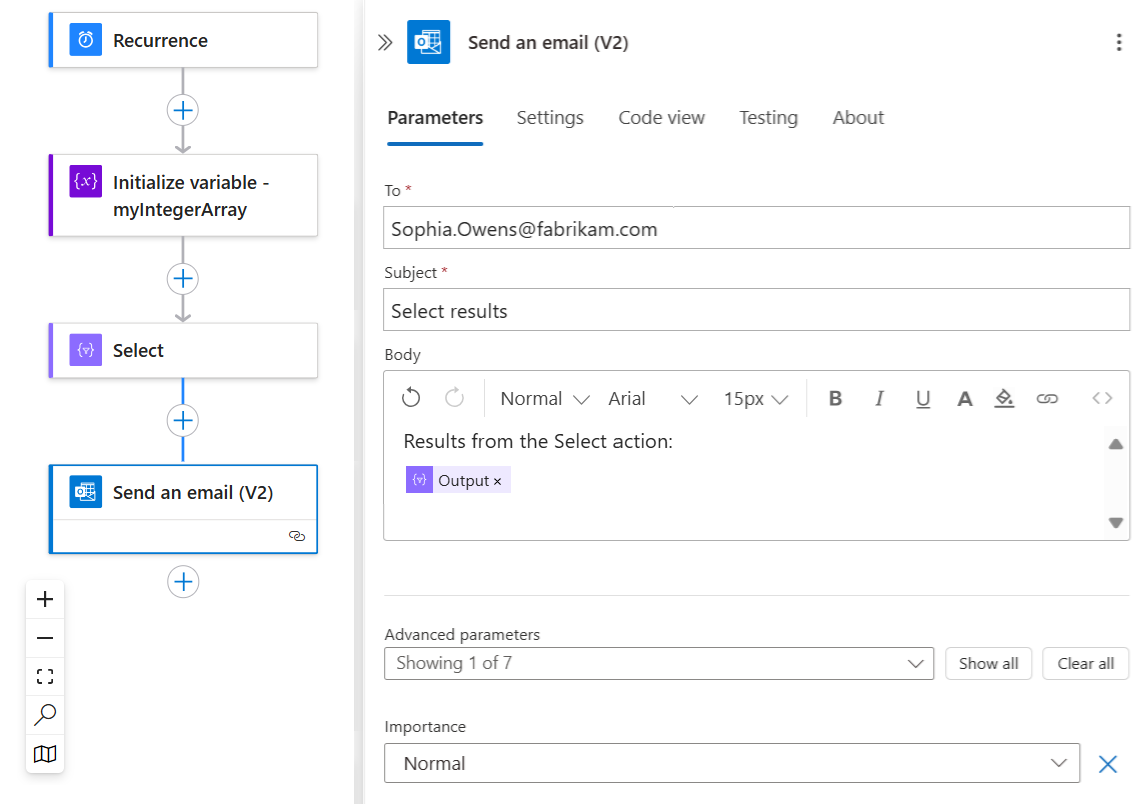 Recurrence
Initialize variable -
myIntegerArray
Select
Send an email (V2)
Send an email (V2)
Parameters Settings Code view Testing About
To *
Sophia.Owens@fabrikam.com
Subject *
Select results
Body
Normal Arial 15px B I U A
Results from the Select action:
Output ×
Advanced parameters
Showing 1 of 7 Show all Clear all
Importance
Normal